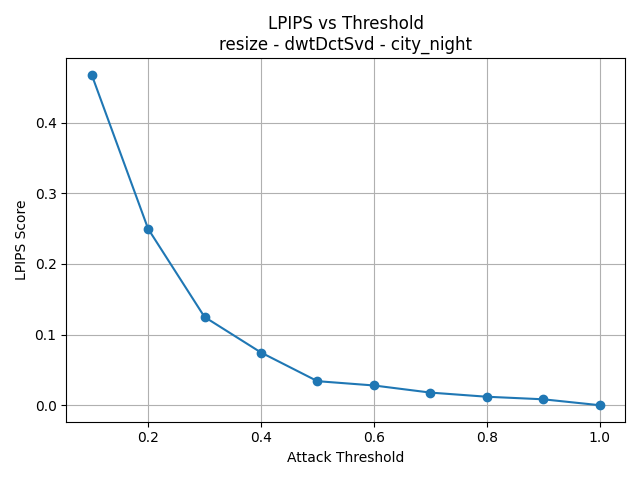 LPIPS vs Threshold
resize - dwtDctSvd - city_night
LPIPS Score
0.4
0.3
0.2
0.1
0.0
0.2 0.4 0.6 0.8 1.0
Attack Threshold